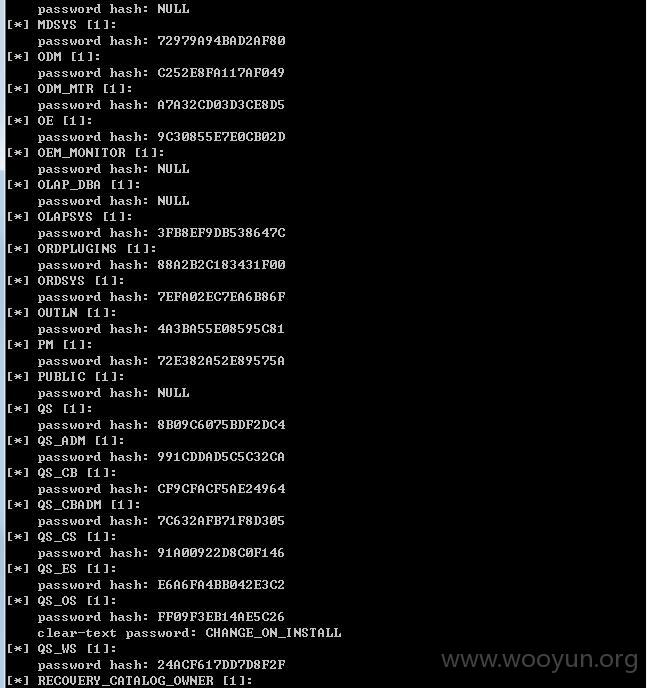 password hash: NULL
[*] MDSYS [1]:
password hash: 72979A94BAD2AF80
[*] ODM [1]:
password hash: C252E8FA117AF049
[*] ODM_MTR [1]:
password hash: A7A32CD03D3CE8D5
[*] OE [1]:
password hash: 9C30855E7E0CB02D
[*] OEM_MONITOR [1]:
password hash: NULL
[*] OLAP_DBA [1]:
password hash: NULL
[*] OLAPSYS [1]:
password hash: 3FB8EF9DB538647C
[*] ORDPLUGINS [1]:
password hash: 88A2B2C183431F00
[*] ORDSYS [1]:
password hash: 7EFA02EC7EA6B86F
[*] OUTLN [1]:
password hash: 4A3BA55E08595C81
[*] PM [1]:
password hash: 72E382A52E89575A
[*] PUBLIC [1]:
password hash: NULL
[*] QS [1]:
password hash: 8B09C6075BDF2DC4
[*] QS_ADM [1]:
password hash: 991CDDAD5C5C32CA
[*] QS_CB [1]:
password hash: CF9CFACF5AE24964
[*] QS_CBADM [1]:
password hash: 7C632AFB71F8D305
[*] QS_CS [1]:
password hash: 91A00922D8C0F146
[*] QS_ES [1]:
password hash: E6A6FA4BB042E3C2
[*] QS_OS [1]:
password hash: FF09F3EB14AE5C26
clear-text password: CHANGE_ON_INSTALL
[*] QS_WS [1]:
password hash: 24ACF617DD7D8F2F
[*] RECOVERY_CATALOG_OWNER [1]:
www.wooyun.org